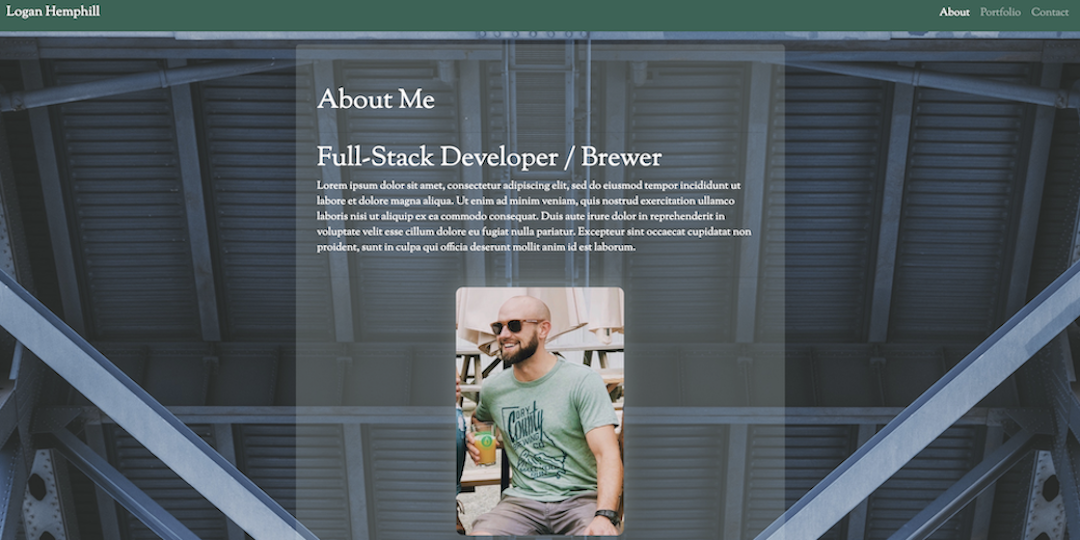 Logan Hemphill
About Portfolio Contact
About Me
Full-Stack Developer / Brewer
Lorem ipsum dolor sit amet, consectetur adipiscing elit, sed do eiusmod tempor incididunt ut
labore et dolore magna aliqua. Ut enim ad minim veniam, quis nostrud exercitation ullamco
laboris nisi ut aliquip ex ea commodo consequat. Duis aute irure dolor in reprehenderit in
voluptate velit esse cillum dolore eu fugiat nulla pariatur. Excepteur sint occaecat cupidatat non
proident, sunt in culpa qui officia deserunt mollit anim id est laborum.
DRY
County